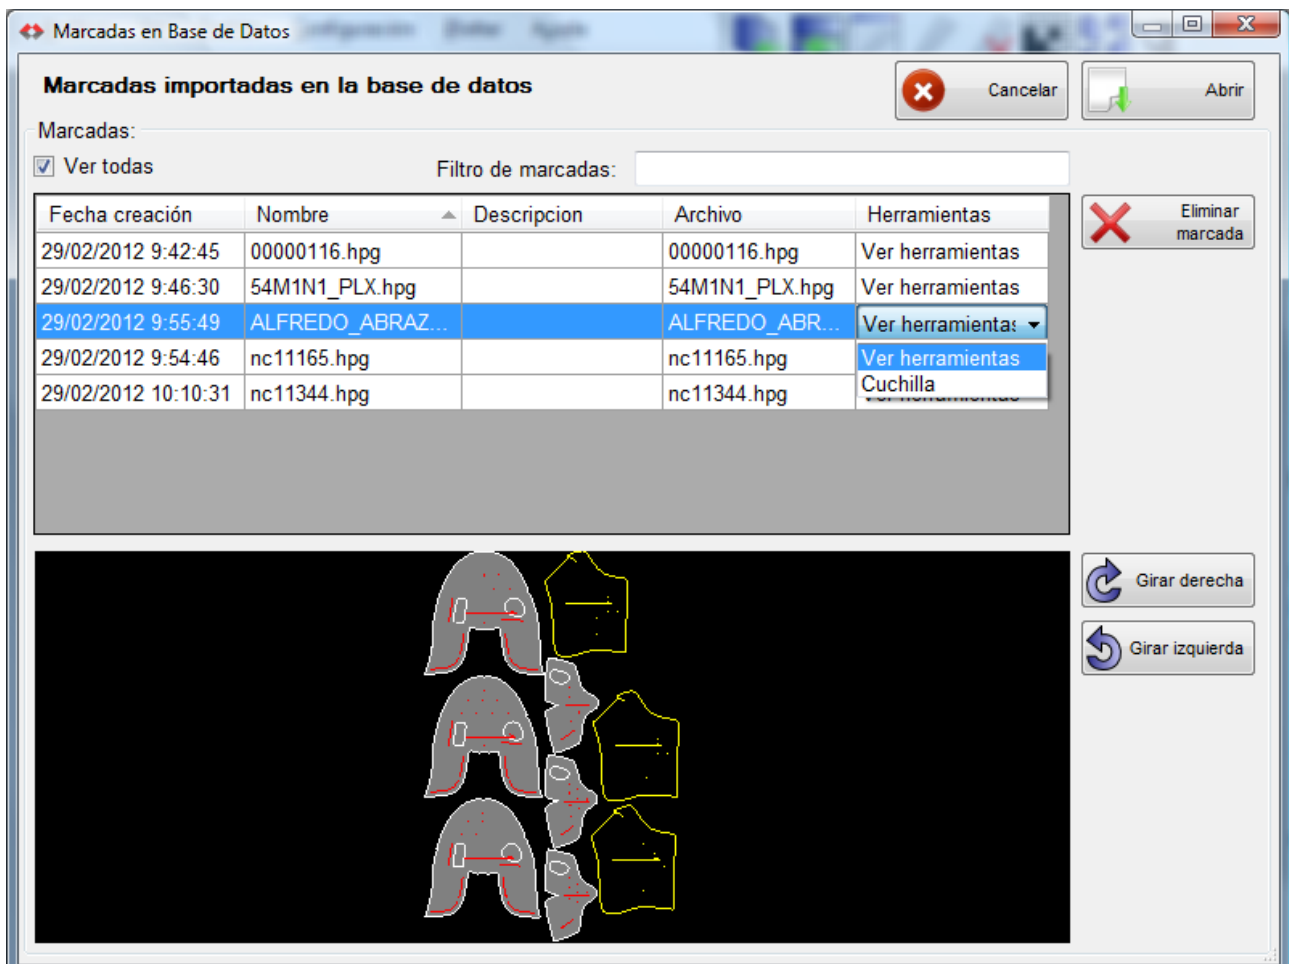 Marcadas en Base de Datos
Marcadas importadas en la base de datos
Cancelar
Abrir
Marcadas:
Ver todas
Filtro de marcadas:
Fecha creación Nombre Descripcion Archivo Herramientas
29/02/2012 9:42:45 00000116.hpg 00000116.hpg Ver herramientas
29/02/2012 9:46:30 54M1N1_PLX.hpg 54M1N1_PLX.hpg Ver herramientas
29/02/2012 9:55:49 ALFREDO_ABRAZ... ALFREDO_ABR... Ver herramientas
29/02/2012 9:54:46 nc11165.hpg nc11165.hpg Ver herramientas
Cuchilla
29/02/2012 10:10:31 nc11344.hpg nc11344.hpg
Eliminar
marcada
Girar derecha
Girar izquierda